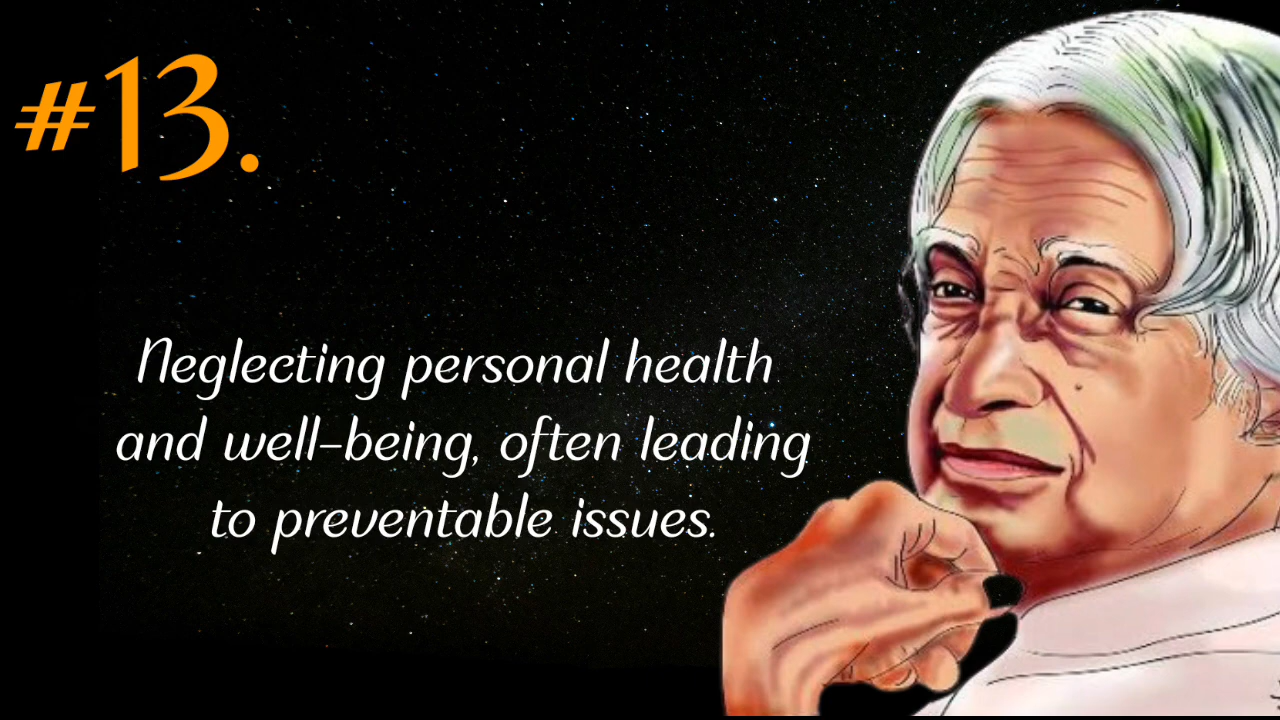 #13.
Neglecting personal health
and well-being, often leading
to preventable issues.